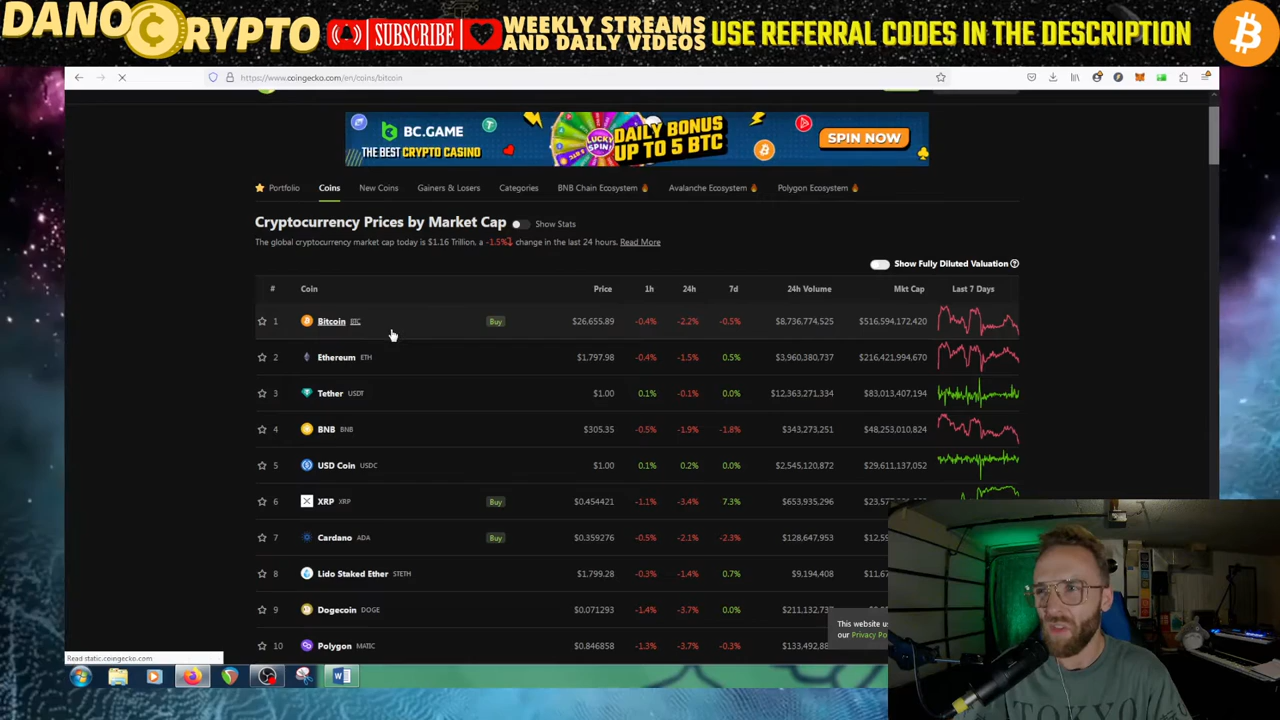 DANO CRYPTO SUBSCRIBE WEEKLY STREAMS AND DAILY VIDEOS USE REFERRAL CODES IN THE DESCRIPTION
https://www.coingecko.com/en/coins/bitcoin
BC.GAME
THE BEST CRYPTO CASINO
LUCKY SPIN
DAILY BONUS
UP TO 5 BTC
SPIN NOW
Portfolio Coins New Coins Gainers & Losers Categories BNB Chain Ecosystem Avalanche Ecosystem Polygon Ecosystem
Cryptocurrency Prices by Market Cap Show Stats
The global cryptocurrency market cap today is $1.16 Trillion, a -1.5% change in the last 24 hours. Read More
Show Fully Diluted Valuation
# Coin Price 1h 24h 7d 24h Volume Mkt Cap Last 7 Days
1 Bitcoin BTC Buy $26,655.89 -0.4% -2.2% -0.5% $8,736,774,525 $516,594,172,420
2 Ethereum ETH $1,797.98 -0.4% -1.5% 0.5% $3,960,380,737 $216,421,994,670
3 Tether USDT $1.00 0.1% -0.1% 0.0% $12,363,271,334 $83,013,407,194
4 BNB BNB $305.35 -0.5% -1.9% -1.8% $343,273,251 $48,253,010,824
5 USD Coin USDC $1.00 0.1% 0.2% 0.0% $2,545,120,872 $29,611,137,052
6 XRP XRP Buy $0.454421 -1.1% -3.4% 7.3% $653,935,296
7 Cardano ADA Buy $0.359276 -0.5% -2.1% -2.3% $128,647,953
8 Lido Staked Ether STETH $1,799.28 -0.3% -1.4% 0.7% $9,194,408
9 Dogecoin DOGE $0.071293 -1.4% -3.7% 0.0%
10 Polygon MATIC $0.846858 -1.3% -3.7% -0.3%
This website
our Privacy
Read static.coingecko.com
TOKYO